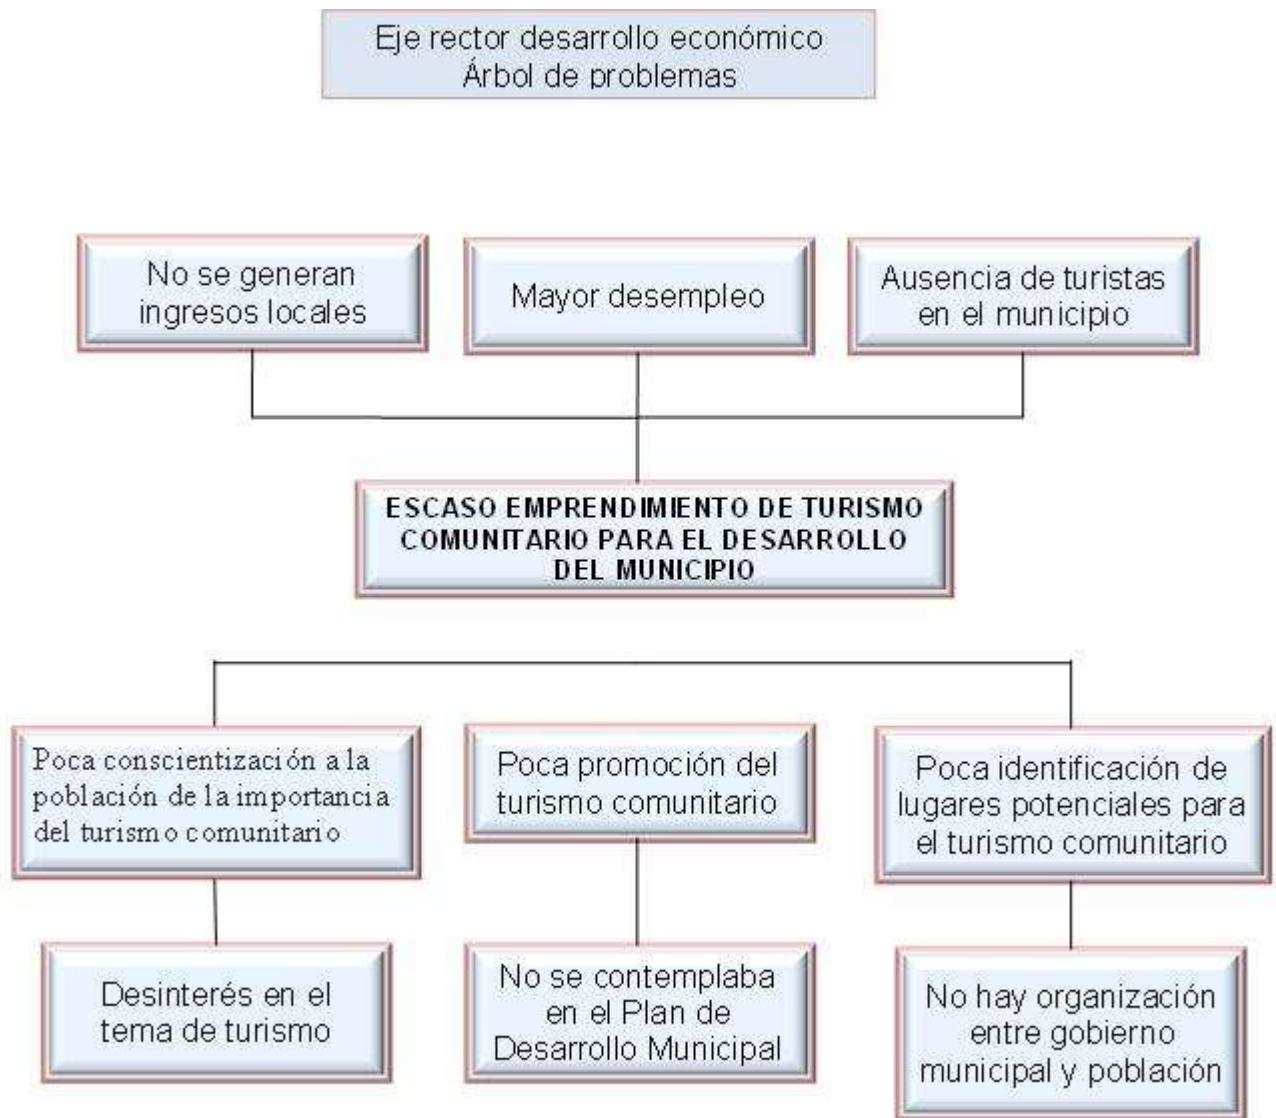 Eje rector desarrollo económico
Árbol de problemas
No se generan
ingresos locales
Mayor desempleo
Ausencia de turistas
en el municipio
ESCASO EMPRENDIMIENTO DE TURISMO
COMUNITARIO PARA EL DESARROLLO
DEL MUNICIPIO
Poca conscientización a la
población de la importancia
del turismo comunitario
Poca promoción del
turismo comunitario
Poca identificación de
lugares potenciales para
el turismo comunitario
Desinterés en el
tema de turismo
No se contemplaba
en el Plan de
Desarrollo Municipal
No hay organización
entre gobierno
municipal y población